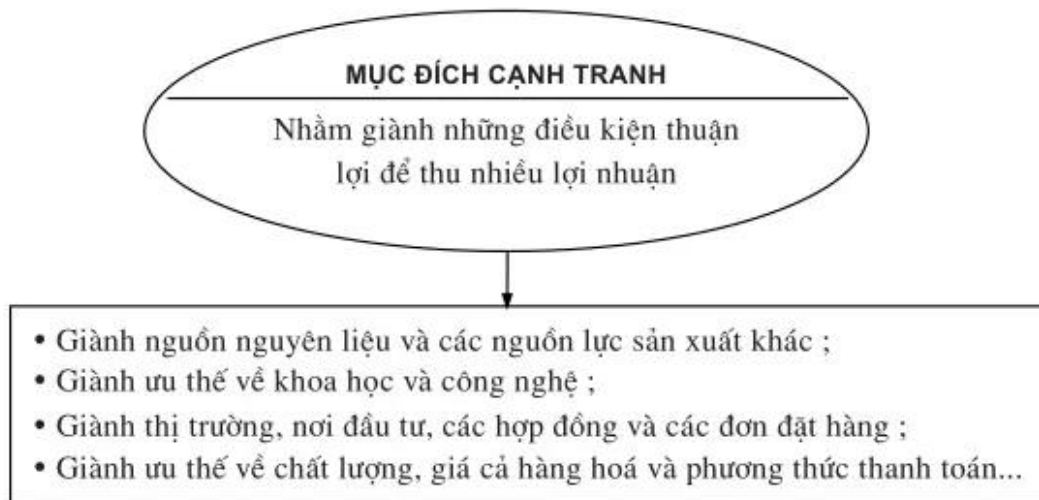 MỤC ĐÍCH CẠNH TRANH
Nhằm giành những điều kiện thuận
lợi để thu nhiều lợi nhuận
• Giành nguồn nguyên liệu và các nguồn lực sản xuất khác ;
• Giành ưu thế về khoa học và công nghệ ;
• Giành thị trường, nơi đầu tư, các hợp đồng và các đơn đặt hàng ;
• Giành ưu thế về chất lượng, giá cả hàng hoá và phương thức thanh toán...